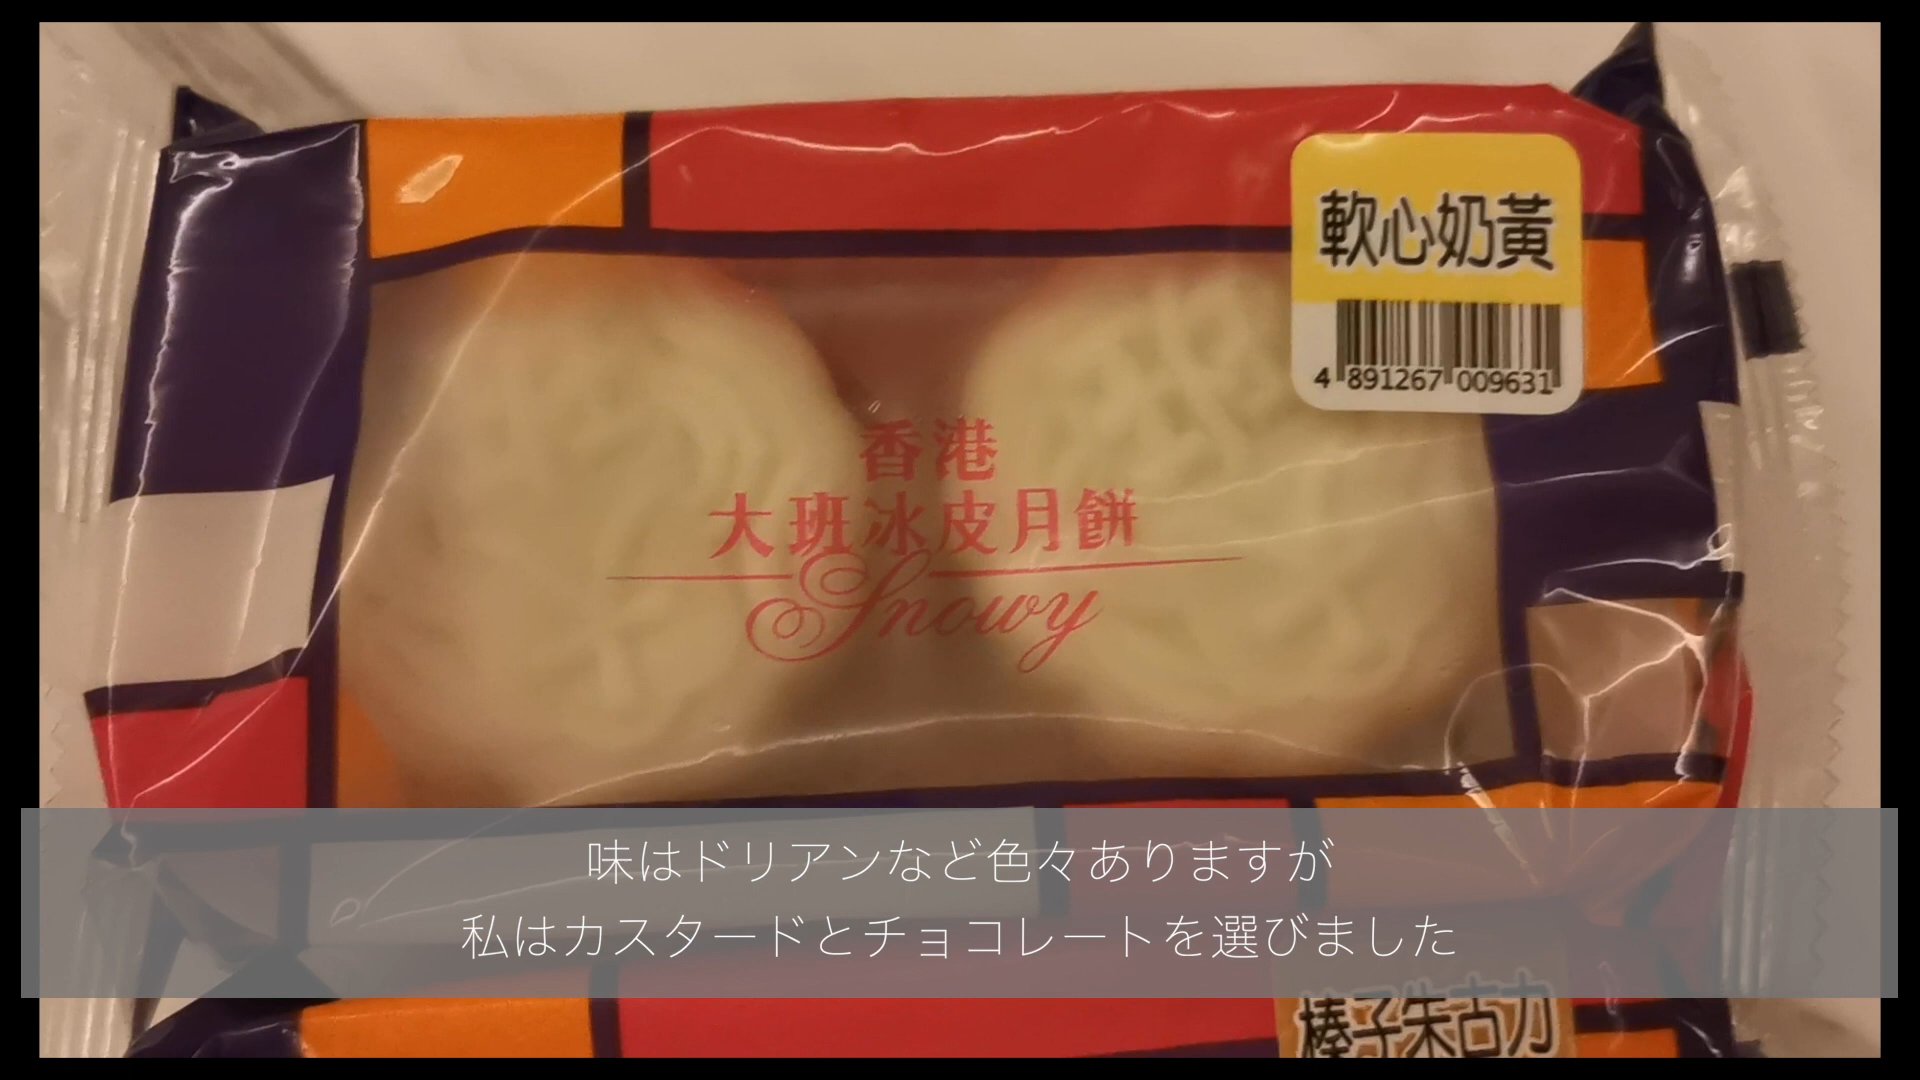 軟心奶黃
4 891267 009631
香港
大班冰皮月餅
Snowy
味はドリアンなど色々ありますが
私はカスタードとチョコレートを選びました
榛子朱古力